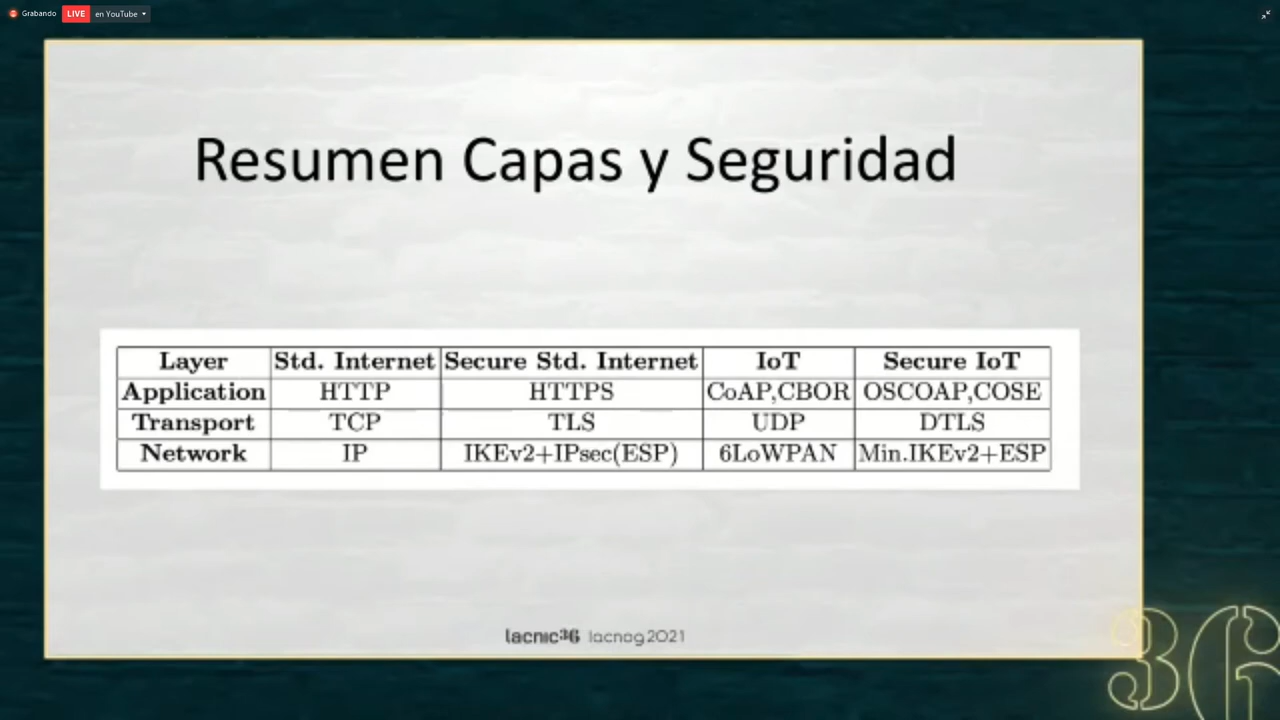 Grabando LIVE en YouTube
Resumen Capas y Seguridad
Layer Std. Internet Secure Std. Internet IoT Secure IoT
Application HTTP HTTPS CoAP,CBOR OSCOAP,COSE
Transport TCP TLS UDP DTLS
Network IP IKEv2+IPsec(ESP) 6LoWPAN Min.IKEv2+ESP
lacnic36 lacnog2021
36